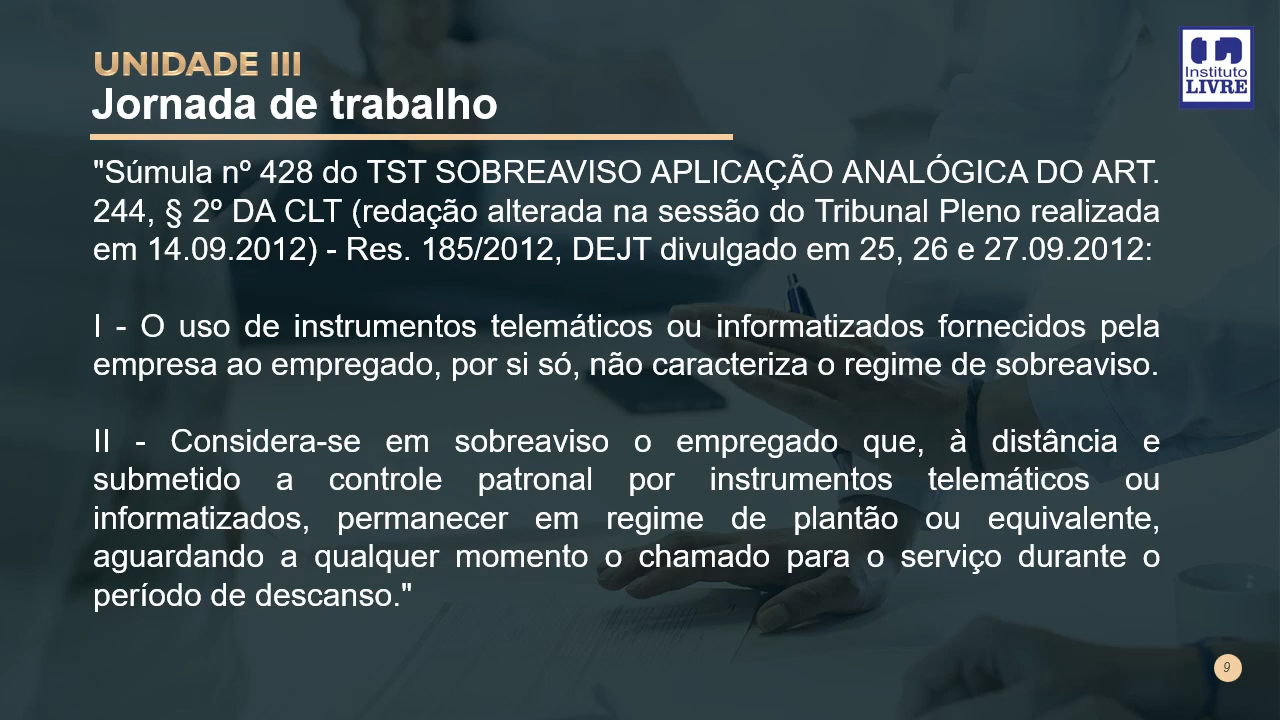 UNIDADE III
Jornada de trabalho
Instituto
LIVRE
"Súmula nº 428 do TST SOBREAVISO APLICAÇÃO ANALÓGICA DO ART.
244, § 2º DA CLT (redação alterada na sessão do Tribunal Pleno realizada
em 14.09.2012) - Res. 185/2012, DEJT divulgado em 25, 26 e 27.09.2012:
I - O uso de instrumentos telemáticos ou informatizados fornecidos pela
empresa ao empregado, por si só, não caracteriza o regime de sobreaviso.
II - Considera-se em sobreaviso o empregado que, à distância e
submetido a controle patronal por instrumentos telemáticos ou
informatizados, permanecer em regime de plantão ou equivalente,
aguardando a qualquer momento o chamado para o serviço durante o
período de descanso."
9